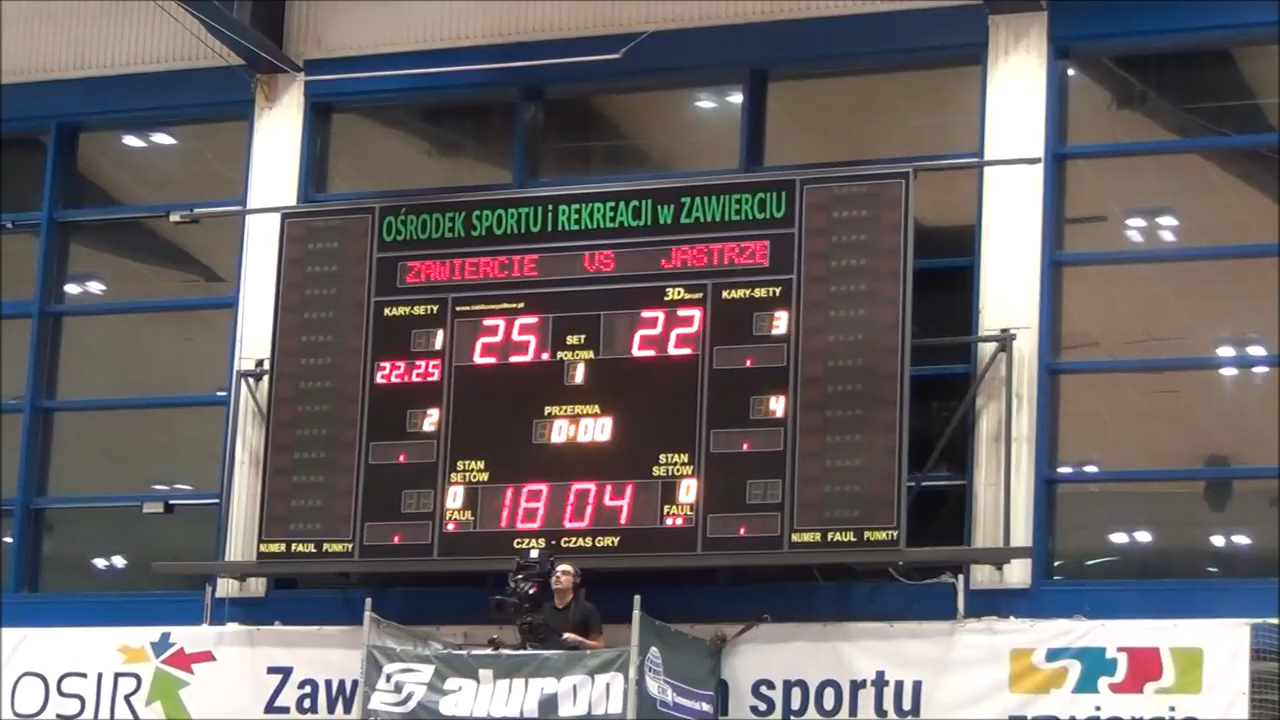 OŚRODEK SPORTU i REKREACJI w ZAWIERCIU
ZAWIERCIE VS JASTRZĘ
3D SPORT
KARY-SETY
KARY-SETY
25. 22
1
3
SET
POŁOWA
1
22.25
2
4
PRZERWA
0:00
STAN
SETÓW
STAN
SETÓW
0
18 04
0
FAUL
FAUL
CZAS - CZAS GRY
NUMER FAUL PUNKTY
NUMER FAUL PUNKTY
OSIR
Zaw
aluron
sportu